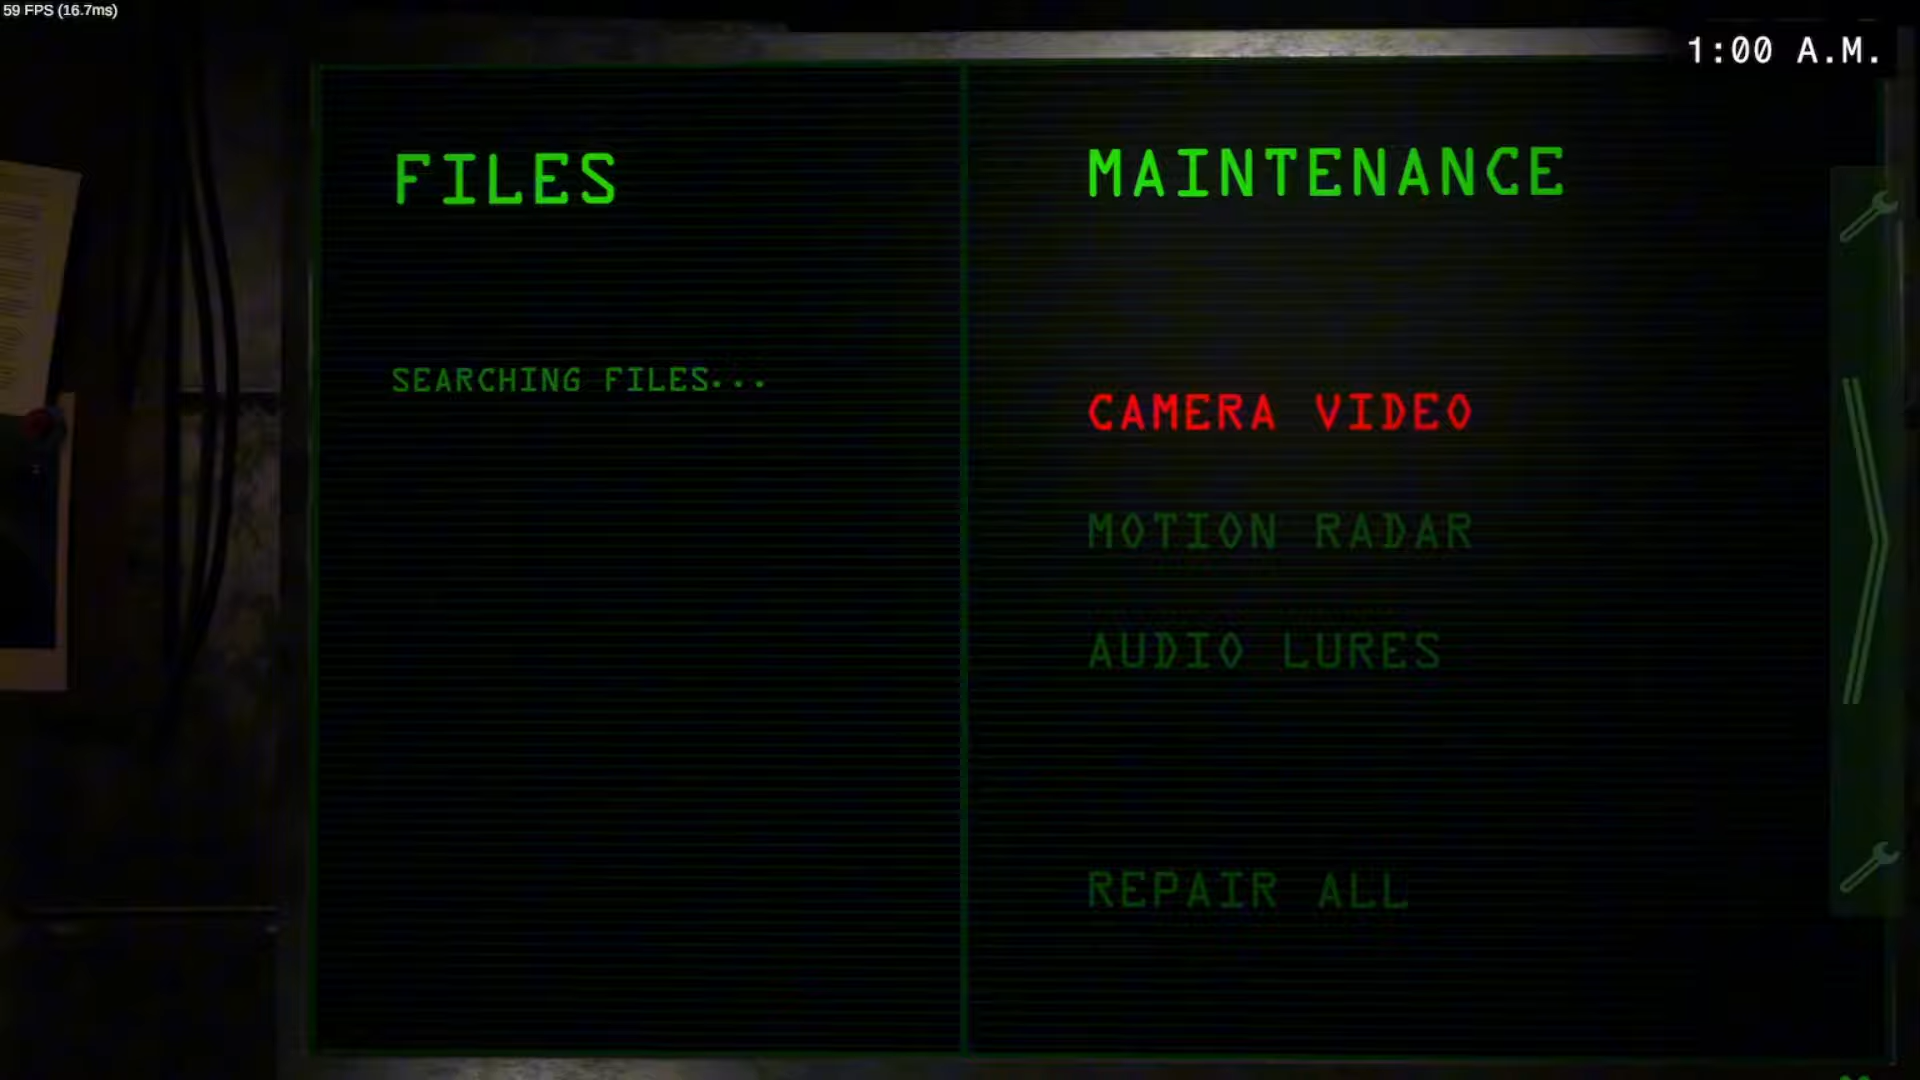 59 FPS (16.7ms)
1:00 A.M.
FILES
SEARCHING FILES...
MAINTENANCE
CAMERA VIDEO
MOTION RADAR
AUDIO LURES
REPAIR ALL